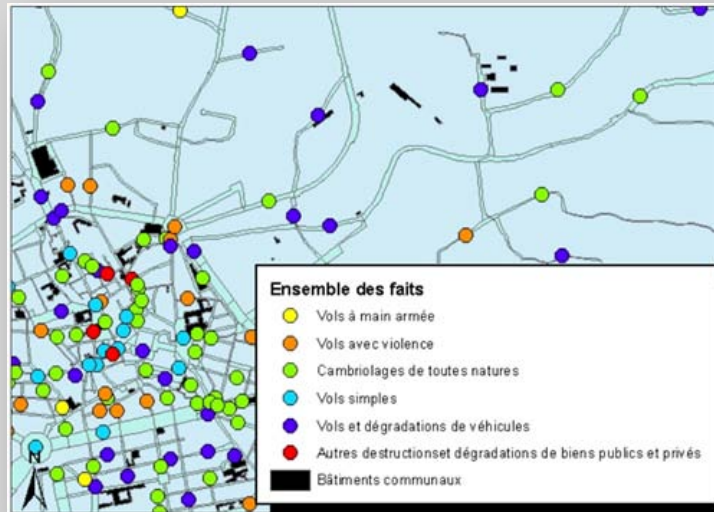 Ensemble des faits
Vols à main armée
Vols avec violence
Cambriolages de toutes natures
Vols simples
Vols et dégradations de véhicules
Autres destructionset dégradations de biens publics et privés
Bâtiments communaux
N